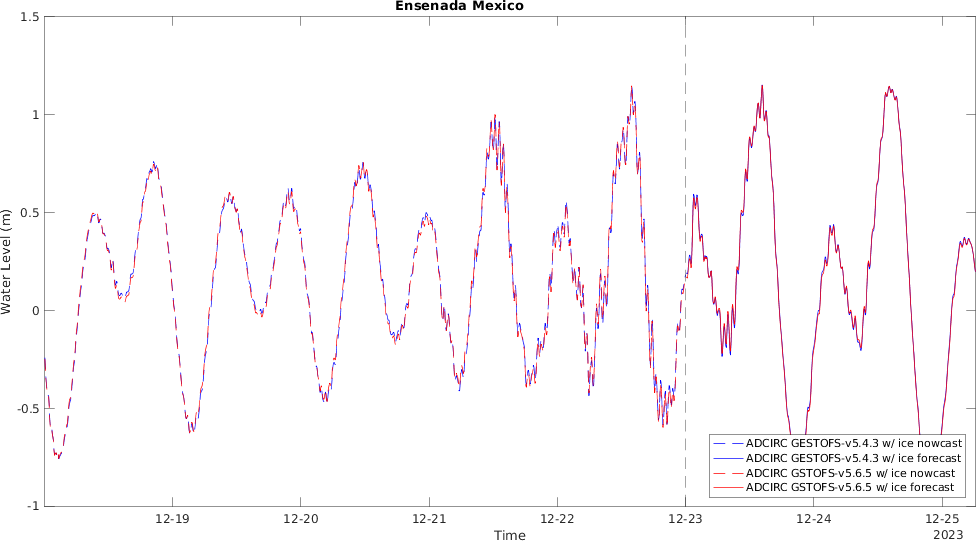 Ensenada Mexico
Water Level (m)
1.5
1
0.5
0
-0.5
-1
12-19
12-20
12-21
12-22
12-23
12-24
12-25
Time
2023
ADCIRC GESTOFS-v5.4.3 w/ ice nowcast
ADCIRC GESTOFS-v5.4.3 w/ ice forecast
ADCIRC GSTOFS-v5.6.5 w/ ice nowcast
ADCIRC GSTOFS-v5.6.5 w/ ice forecast